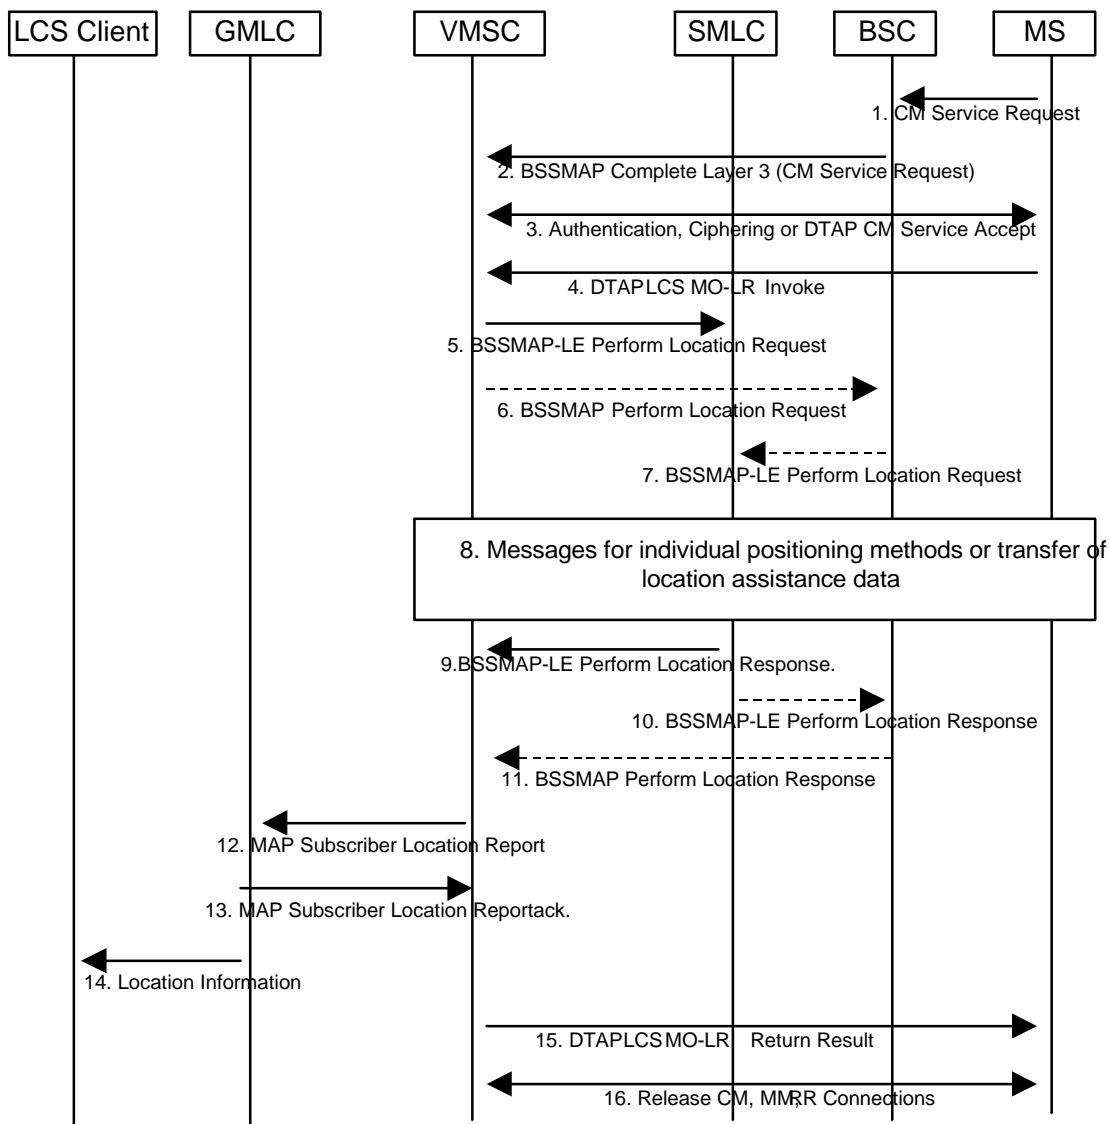 LCS Client GMLC VMSC SMLC BSC MS
1. CM Service Request
2. BSSMAP Complete Layer 3 (CM Service Request)
3. Authentication, Ciphering or DTAP CM Service Accept
4. DTAP LCS MO-LR Invoke
5. BSSMAP-LE Perform Location Request
6. BSSMAP Perform Location Request
7. BSSMAP-LE Perform Location Request
8. Messages for individual positioning methods or transfer of
location assistance data
9.BSSMAP-LE Perform Location Response.
10. BSSMAP-LE Perform Location Response
11. BSSMAP Perform Location Response
12. MAP Subscriber Location Report
13. MAP Subscriber Location Reportack.
14. Location Information
15. DTAP LCS MO-LR Return Result
16. Release CM, MM, RR Connections